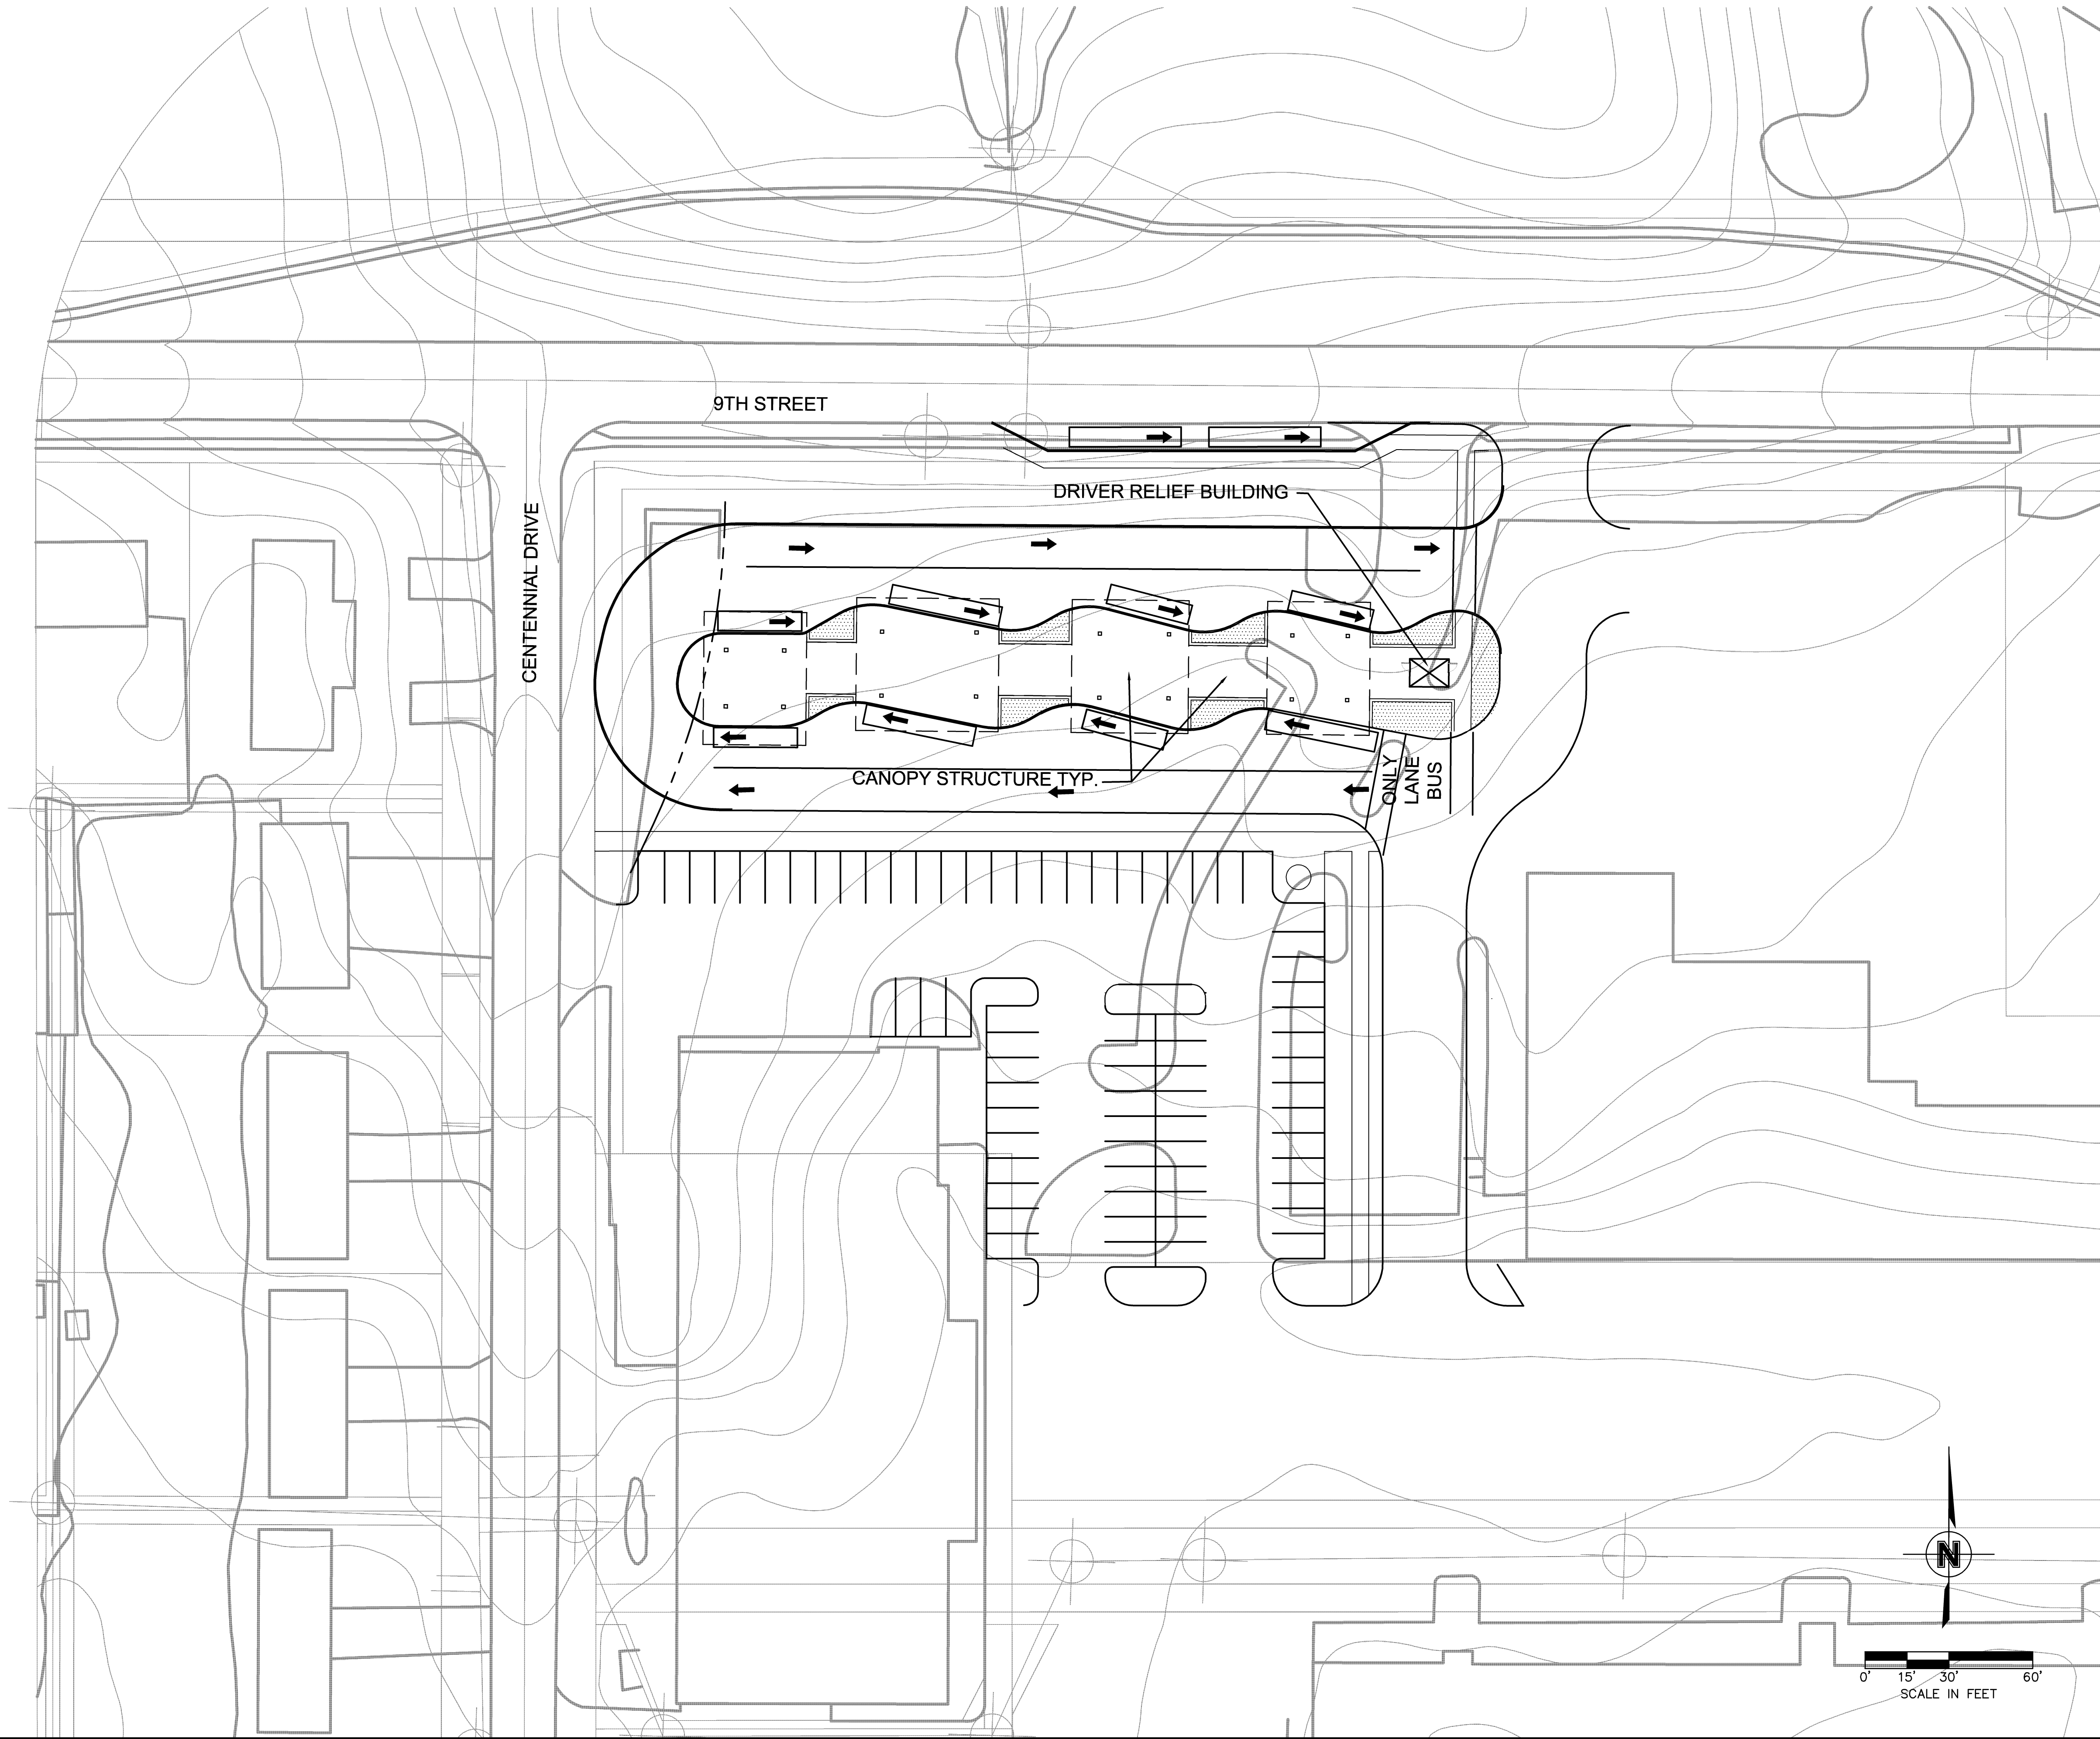 9TH STREET
DRIVER RELIEF BUILDING
CENTENNIAL DRIVE
CANOPY STRUCTURE TYP.
ONLY
LANE
BUS
N
0' 15' 30' 60'
SCALE IN FEET